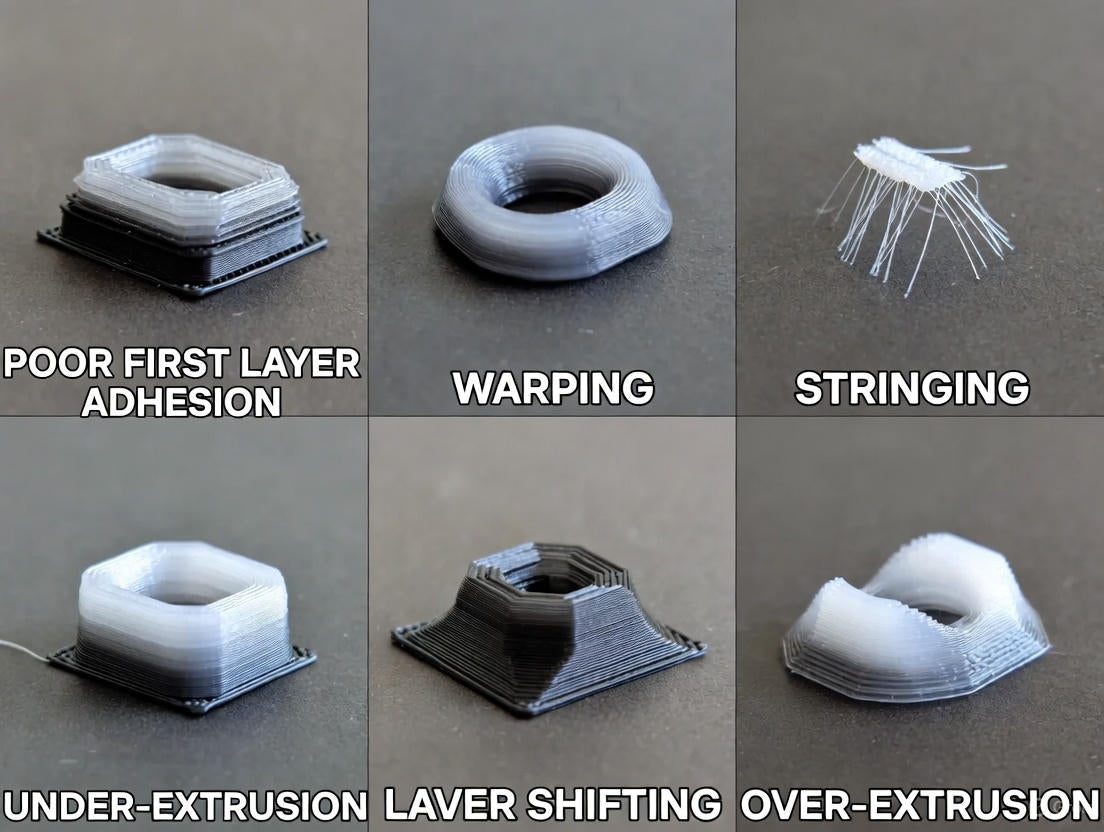 POOR FIRST LAYER
ADHESION
WARPING
STRINGING
UNDER-EXTRUSION
LAVER SHIFTING
OVER-EXTRUSION